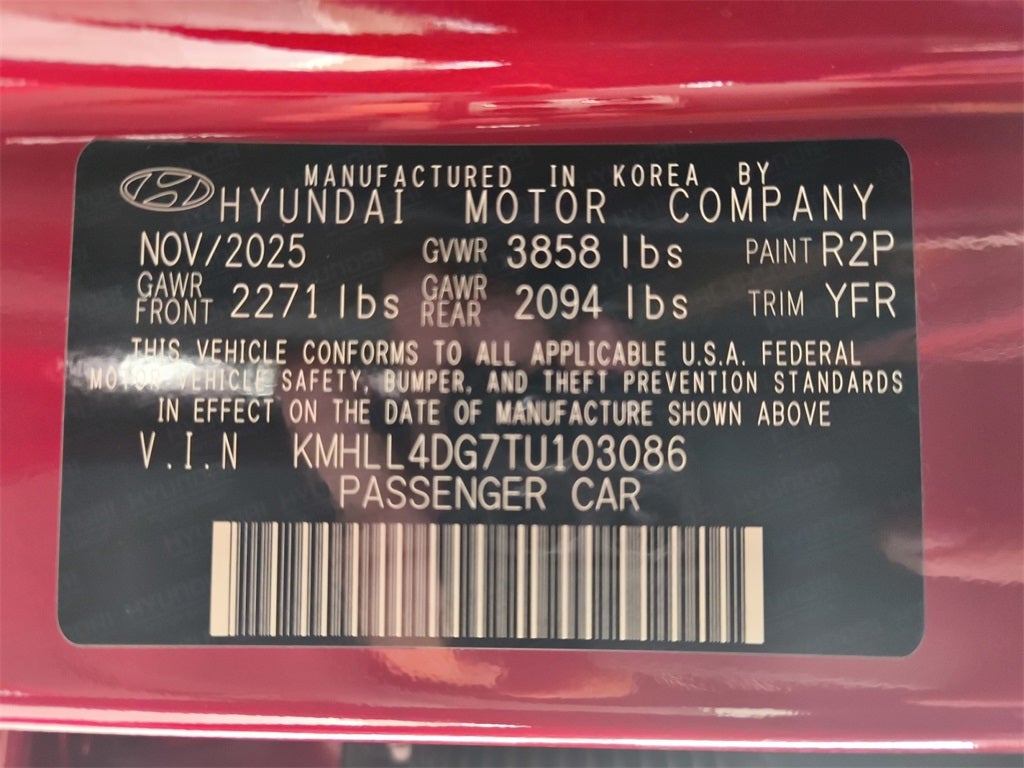 MANUFACTURED IN KOREA BY
HYUNDAI MOTOR COMPANY
NOV/2025 GVWR 3858 lbs PAINT R2P
GAWR FRONT 2271 lbs GAWR REAR 2094 lbs TRIM YFR
THIS VEHICLE CONFORMS TO ALL APPLICABLE U.S.A. FEDERAL
MOTOR VEHICLE SAFETY, BUMPER, AND THEFT PREVENTION STANDARDS
IN EFFECT ON THE DATE OF MANUFACTURE SHOWN ABOVE
V.I.N KMHLL4DG7TU103086
PASSENGER CAR